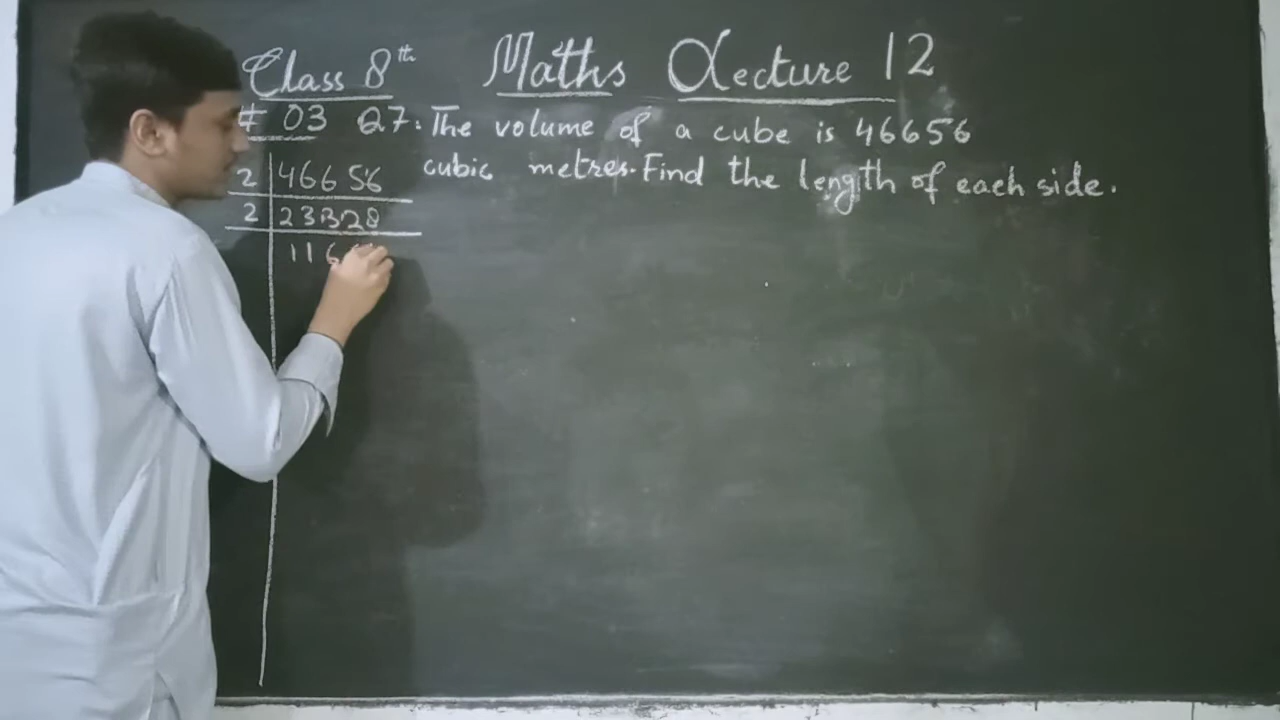 Class 8th Maths Lecture 12
# 03 Q7. The volume of a cube is 46656
cubic metres. Find the length of each side.
2 46656
2 23328
116